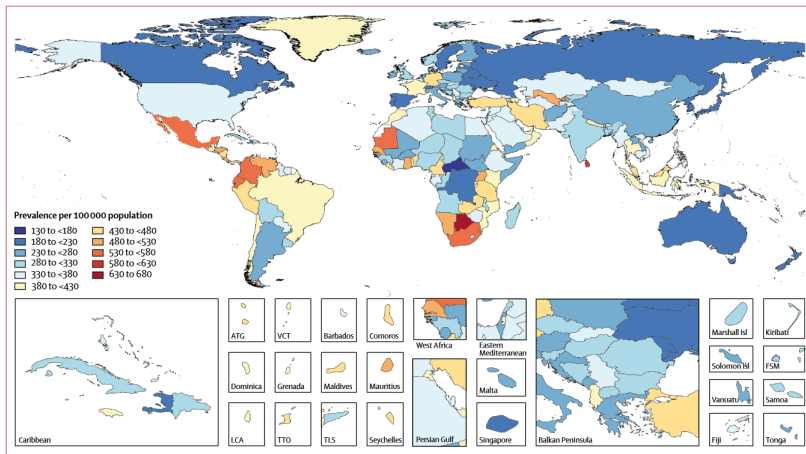 Prevalence per 100 000 population
130 to <180
180 to <230
230 to <280
280 to <330
330 to <380
380 to <430
430 to <480
480 to <530
530 to <580
580 to <630
630 to 680
Caribbean
ATG
VCT
Barbados
Comoros
Dominica
Grenada
Maldives
Mauritius
LCA
TTO
TLS
Seychelles
West Africa
Eastern
Mediterranean
Persian Gulf
Malta
Singapore
Balkan Peninsula
Marshall Isl
Kiribati
Solomon Isl
FSM
Vanuatu
Samoa
Fiji
Tonga